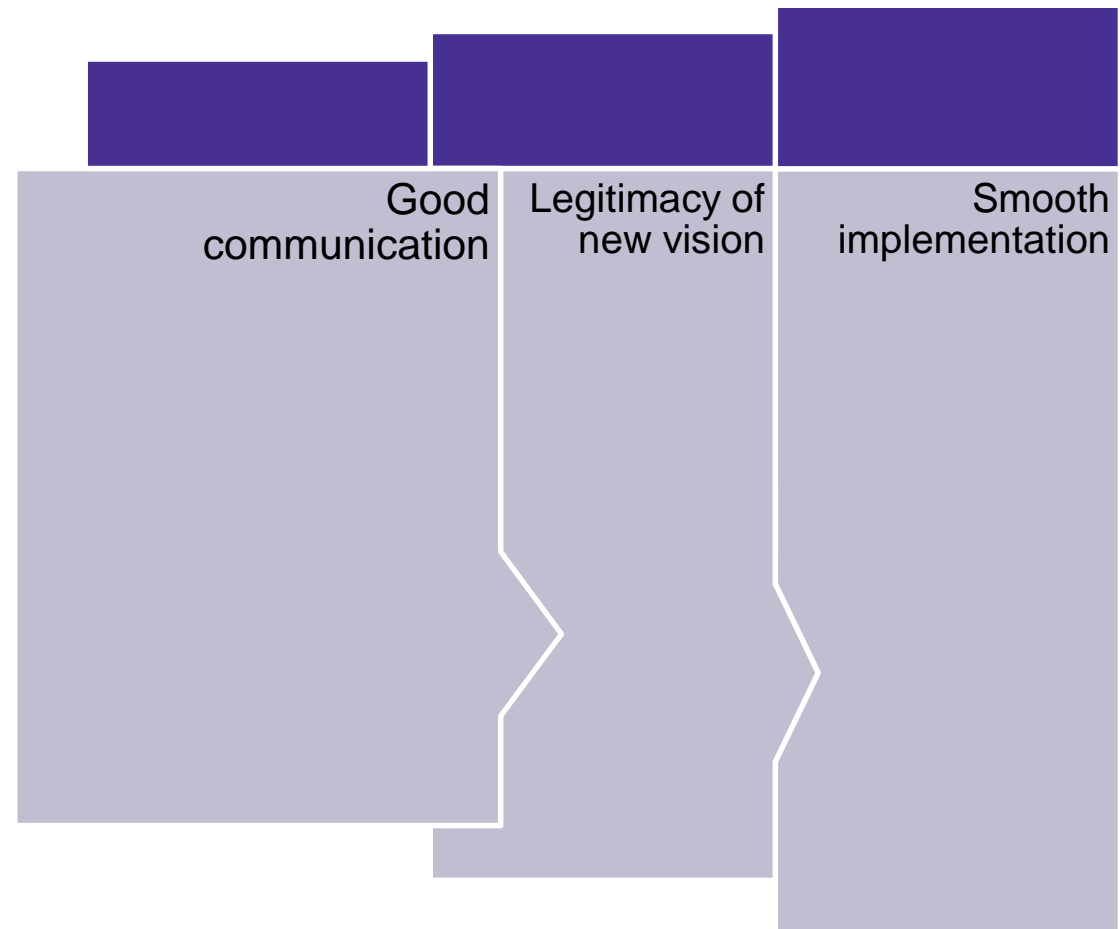 Good
communication
Legitimacy of
new vision
Smooth
implementation